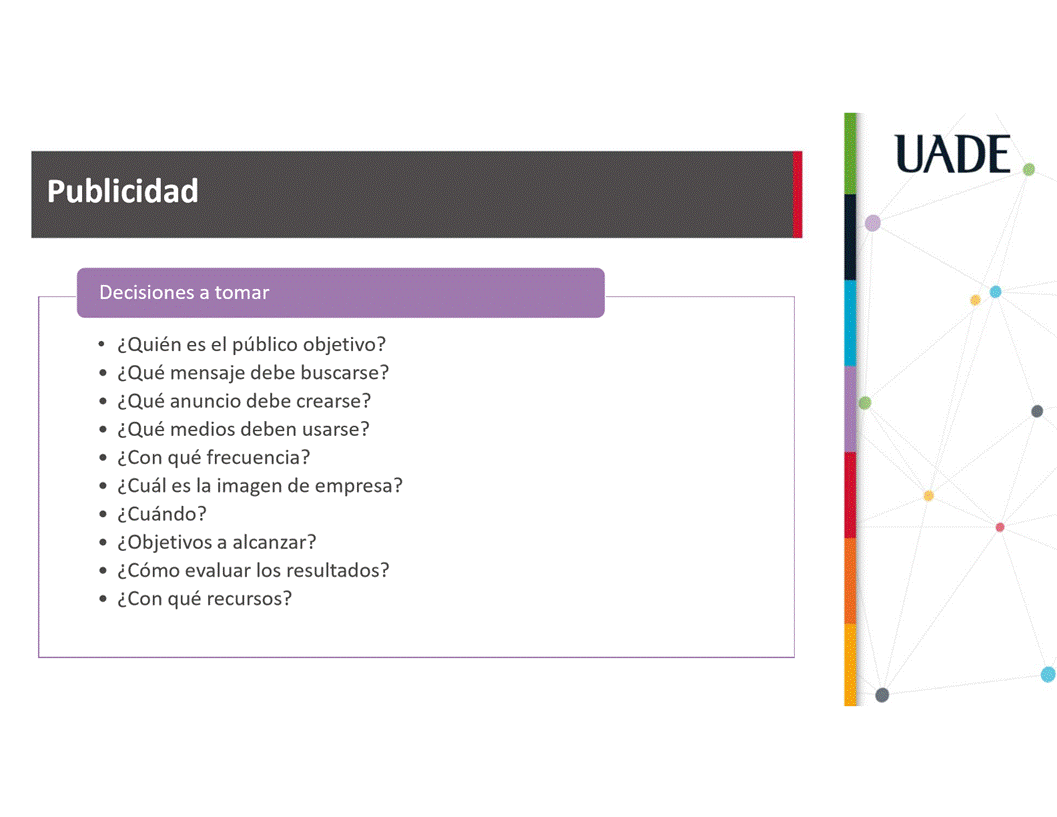 UADE
Publicidad
Decisiones a tomar
• ¿Quién es el público objetivo?
• ¿Qué mensaje debe buscarse?
• ¿Qué anuncio debe crearse?
• ¿Qué medios deben usarse?
• ¿Con qué frecuencia?
• ¿Cuál es la imagen de empresa?
• ¿Cuándo?
• ¿Objetivos a alcanzar?
• ¿Cómo evaluar los resultados?
• ¿Con qué recursos?